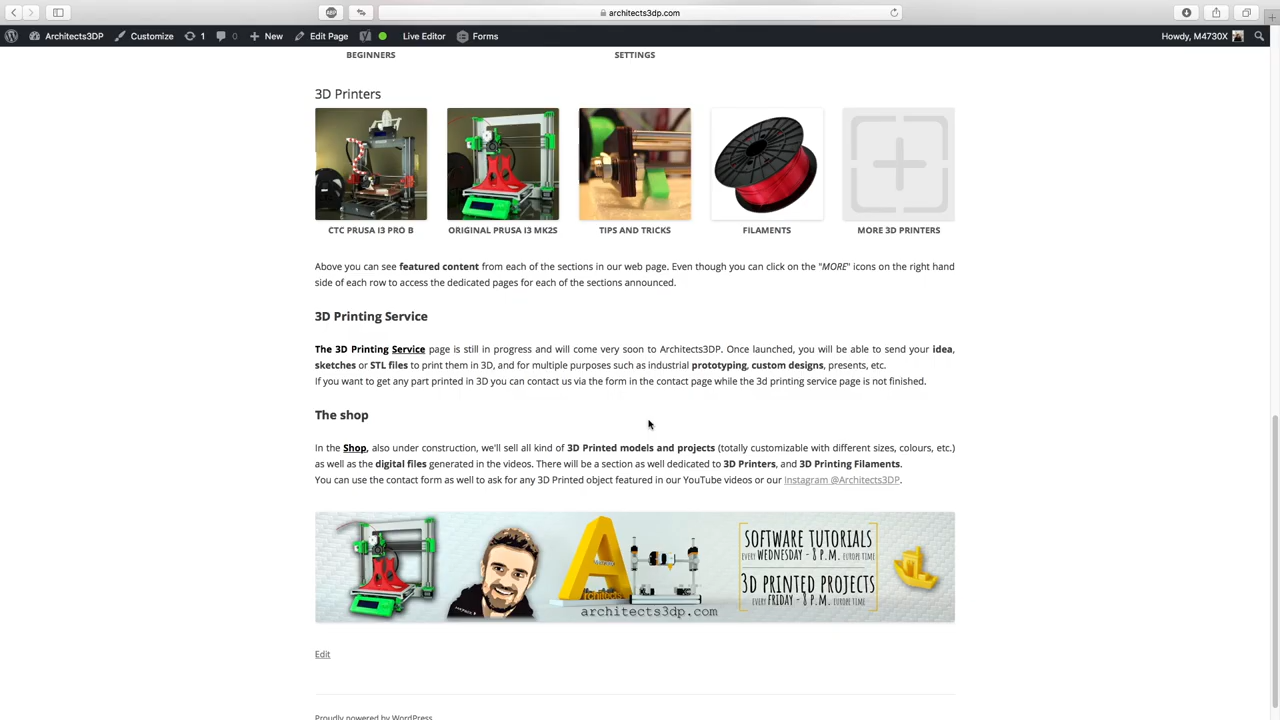 architects3dp.com
Architects3DP Customize 1 0 New Edit Page Live Editor Forms Howdy, M4730X
BEGINNERS SETTINGS
3D Printers
CTC PRUSA I3 PRO B ORIGINAL PRUSA I3 MK2S TIPS AND TRICKS FILAMENTS MORE 3D PRINTERS
Above you can see featured content from each of the sections in our web page. Even though you can click on the "MORE" icons on the right hand
side of each row to access the dedicated pages for each of the sections announced.
3D Printing Service
The 3D Printing Service page is still in progress and will come very soon to Architects3DP. Once launched, you will be able to send your idea,
sketches or STL files to print them in 3D, and for multiple purposes such as industrial prototyping, custom designs, presents, etc.
If you want to get any part printed in 3D you can contact us via the form in the contact page while the 3d printing service page is not finished.
The shop
In the Shop, also under construction, we'll sell all kind of 3D Printed models and projects (totally customizable with different sizes, colours, etc.)
as well as the digital files generated in the videos. There will be a section as well dedicated to 3D Printers, and 3D Printing Filaments.
You can use the contact form as well to ask for any 3D Printed object featured in our YouTube videos or our Instagram @Architects3DP.
SOFTWARE TUTORIALS
EVERY WEDNESDAY - 8 P.M. EUROPE TIME
3D PRINTED PROJECTS
EVERY FRIDAY - 8 P.M. EUROPE TIME
Architects
architects3dp.com
Edit
Proudly powered by WordPress